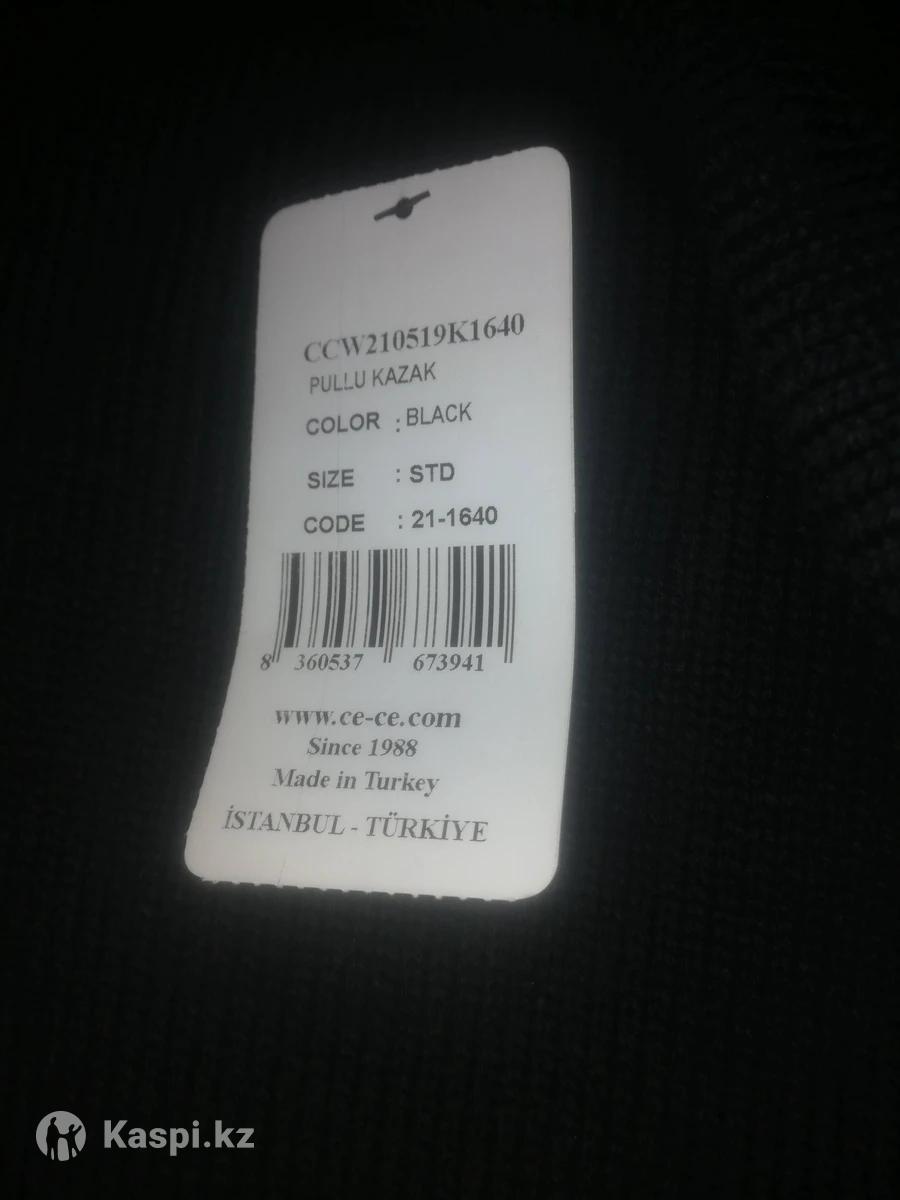 CCW210519K1640
PULLU KAZAK
COLOR : BLACK
SIZE : STD
CODE : 21-1640
8 360537 673941
www.ce-ce.com
Since 1988
Made in Turkey
İSTANBUL - TÜRKİYE
Kaspi.kz